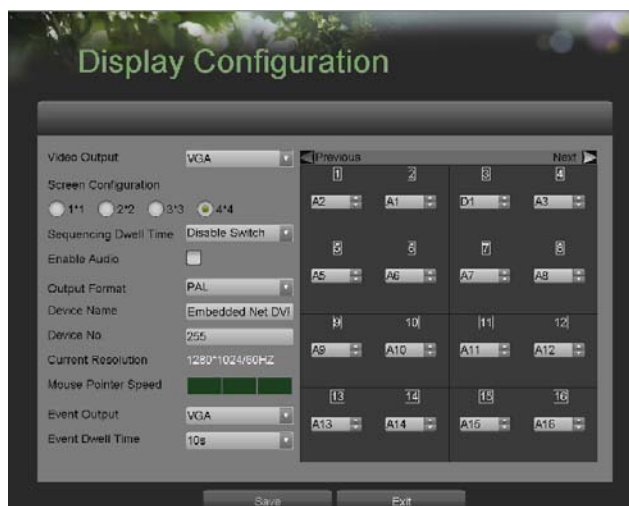 Display Configuration
Video Output VGA
Screen Configuration
1*1 2*2 3*3 4*4
Sequencing Dwell Time Disable Switch
Enable Audio
Output Format PAL
Device Name Embedded Net DVI
Device No 255
Current Resolution 1280*1024/60HZ
Mouse Pointer Speed
Event Output VGA
Event Dwell Time 10s
Previous Next
1 2 3 4
A2 A1 D1 A3
5 6 7 8
A5 A6 A7 A8
9 10 11 12
A9 A10 A11 A12
13 14 15 16
A13 A14 A15 A16
Save Exit